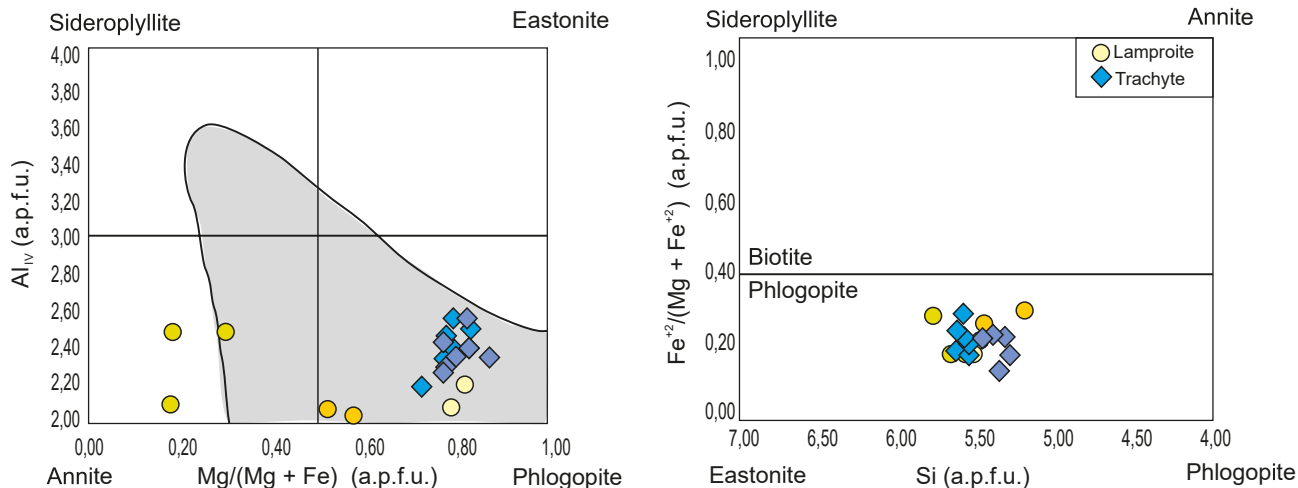 Sideroplyllite
Eastonite
4,00
3,80
3,60
3,40
3,20
3,00
2,80
2,60
2,40
2,20
2,00
Al IV (a.p.f.u.)
0,00
0,20
0,40
0,60
0,80
1,00
Annite
Mg/(Mg + Fe) (a.p.f.u.)
Phlogopite
Sideroplyllite
Annite
Lamproite
Trachyte
1,00
0,80
0,60
0,40
0,20
0,00
Fe+2/(Mg + Fe+2) (a.p.f.u.)
Biotite
Phlogopite
7,00
6,50
6,00
5,50
5,00
4,50
4,00
Eastonite
Si (a.p.f.u.)
Phlogopite